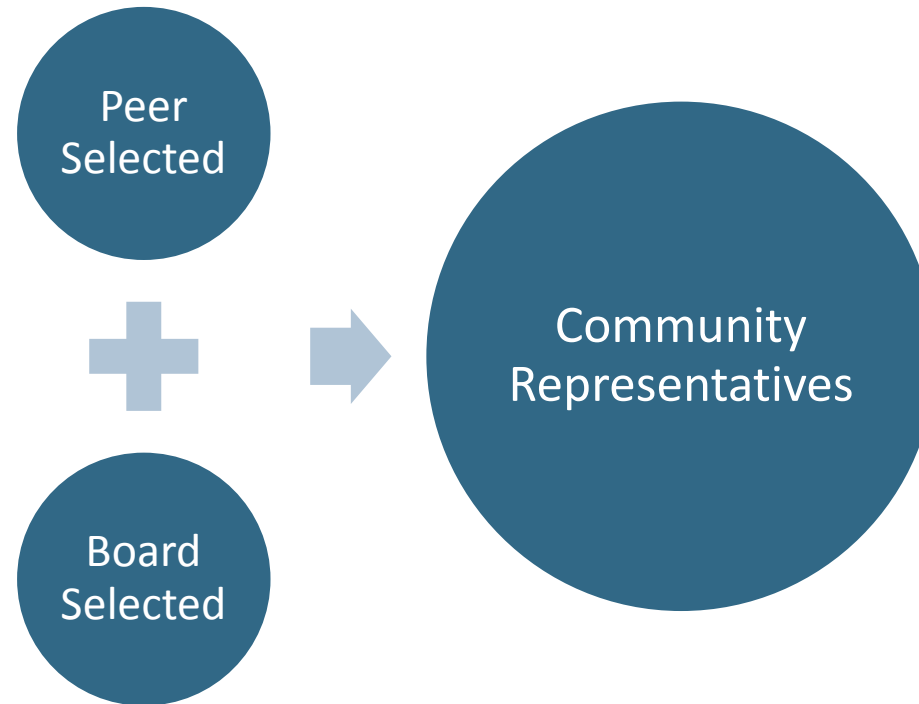 Peer
Selected
Board
Selected
Community
Representatives